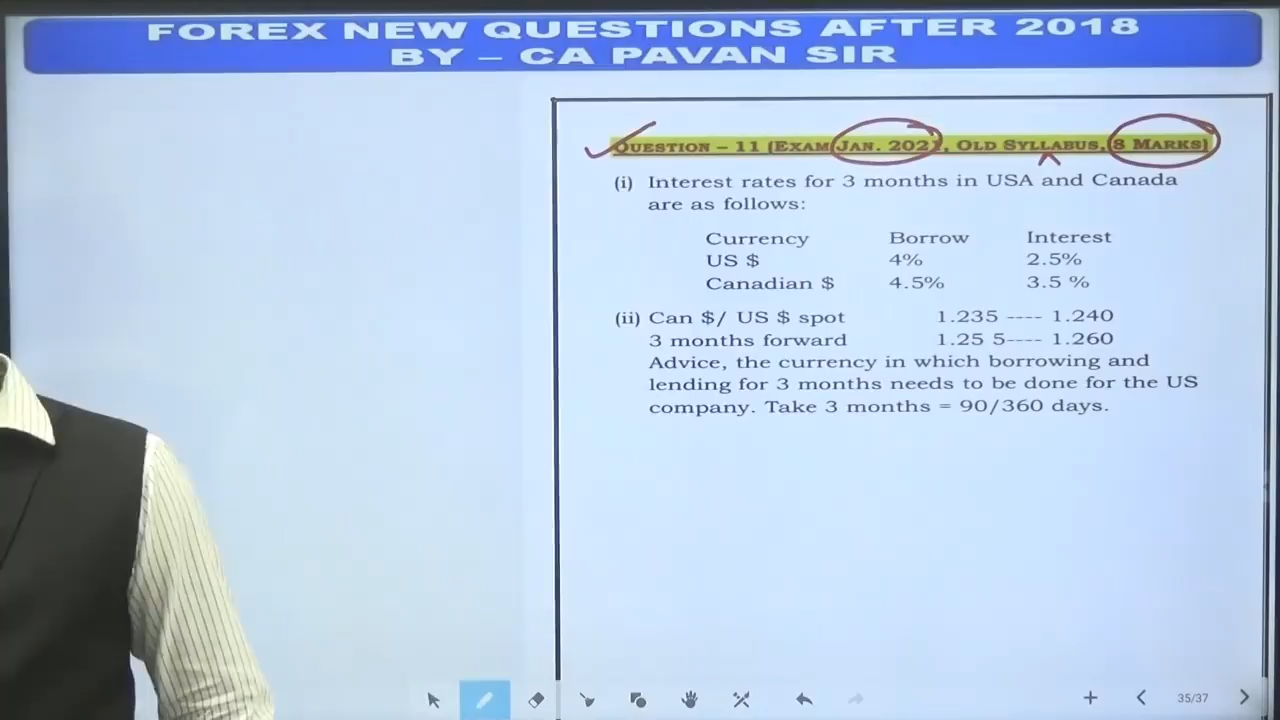 FOREX NEW QUESTIONS AFTER 2018
BY – CA PAVAN SIR
QUESTION – 11 (EXAM JAN. 2021, OLD SYLLABUS, 8 MARKS)
(i) Interest rates for 3 months in USA and Canada
are as follows:
Currency Borrow Interest
US $ 4% 2.5%
Canadian $ 4.5% 3.5 %
(ii) Can $/ US $ spot 1.235 ---- 1.240
3 months forward 1.25 5---- 1.260
Advice, the currency in which borrowing and
lending for 3 months needs to be done for the US
company. Take 3 months = 90/360 days.
35/37